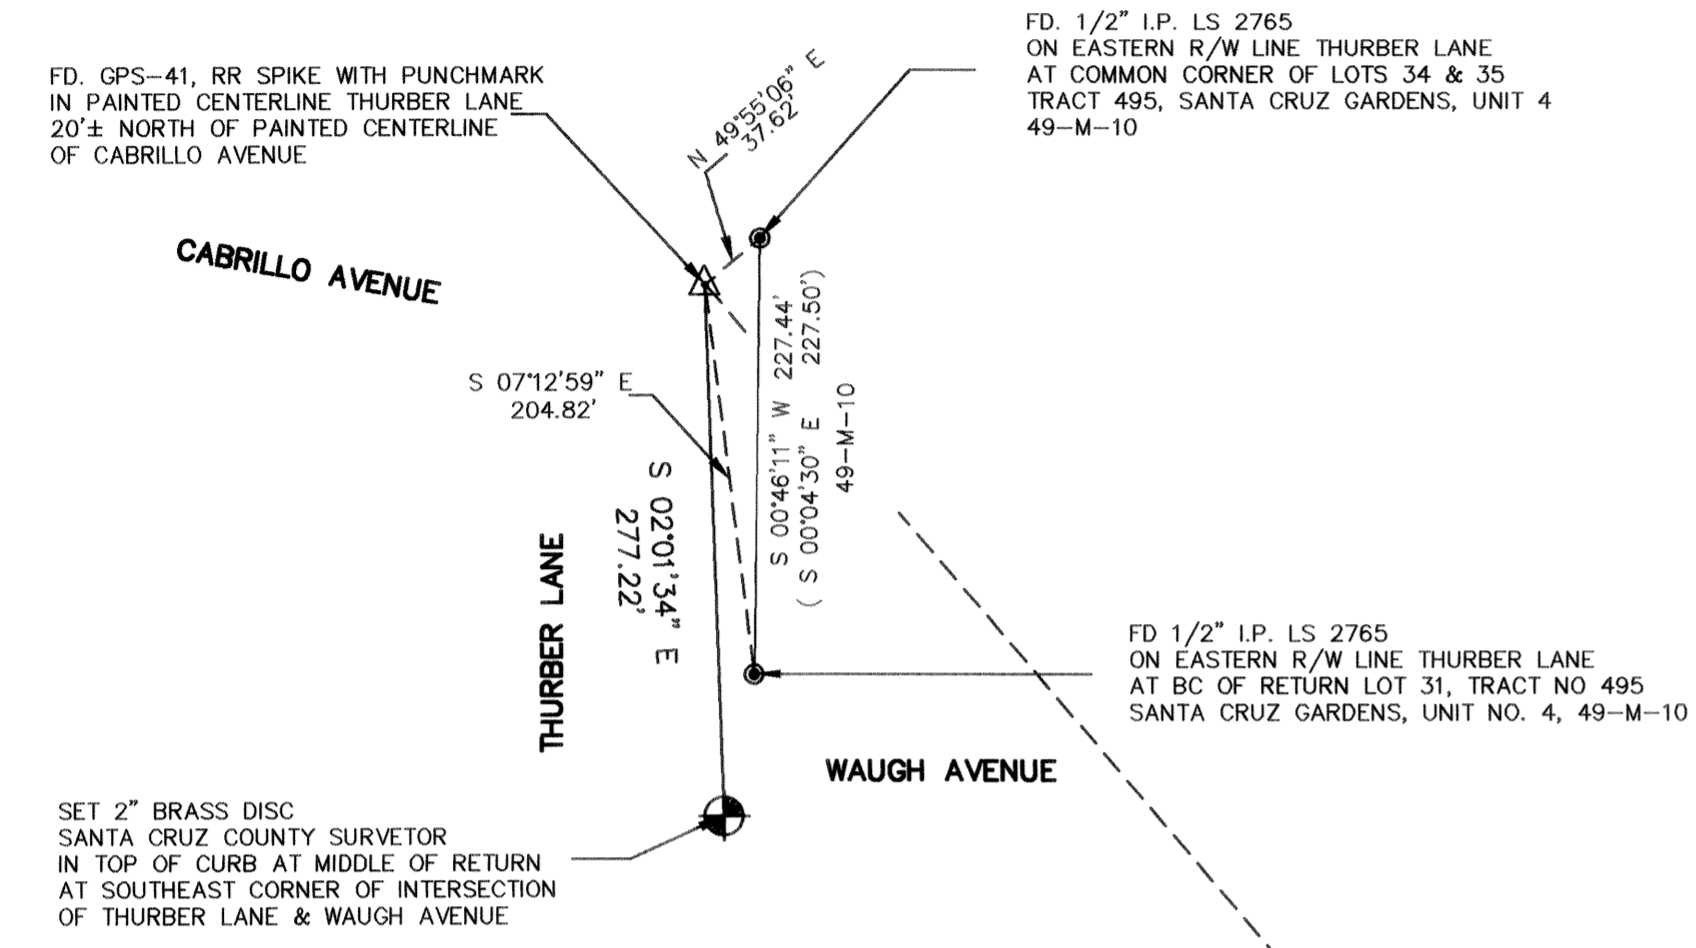 FD. 1/2" I.P. LS 2765
ON EASTERN R/W LINE THURBER LANE
AT COMMON CORNER OF LOTS 34 & 35
TRACT 495, SANTA CRUZ GARDENS, UNIT 4
49-M-10
FD. GPS-41, RR SPIKE WITH PUNCHMARK
IN PAINTED CENTERLINE THURBER LANE
20'± NORTH OF PAINTED CENTERLINE
OF CABRILLO AVENUE
N 49°55'06" E
37.62'
CABRILLO AVENUE
S 07°12'59" E
204.82'
S 00°46'11" W 227.44'
( S 00°04'30" E 227.50')
49-M-10
S 02°01'34" E
277.22'
THURBER LANE
FD 1/2" I.P. LS 2765
ON EASTERN R/W LINE THURBER LANE
AT BC OF RETURN LOT 31, TRACT NO 495
SANTA CRUZ GARDENS, UNIT NO. 4, 49-M-10
WAUGH AVENUE
SET 2" BRASS DISC
SANTA CRUZ COUNTY SURVETOR
IN TOP OF CURB AT MIDDLE OF RETURN
AT SOUTHEAST CORNER OF INTERSECTION
OF THURBER LANE & WAUGH AVENUE